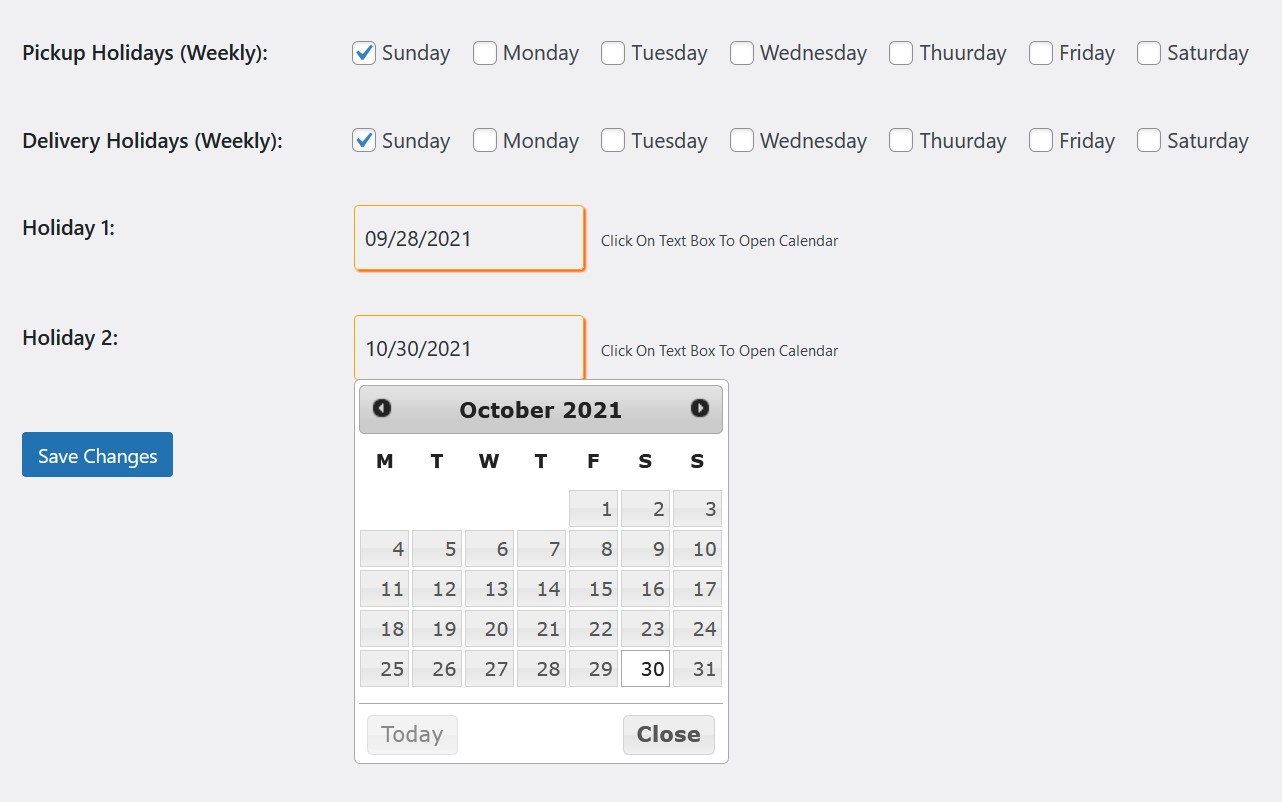 Pickup Holidays (Weekly): Sunday Monday Tuesday Wednesday Thuurday Friday Saturday
Delivery Holidays (Weekly): Sunday Monday Tuesday Wednesday Thuurday Friday Saturday
Holiday 1: 09/28/2021 Click On Text Box To Open Calendar
Holiday 2: 10/30/2021 Click On Text Box To Open Calendar
October 2021
Save Changes
M T W T F S S
1 2 3
4 5 6 7 8 9 10
11 12 13 14 15 16 17
18 19 20 21 22 23 24
25 26 27 28 29 30 31
Today Close